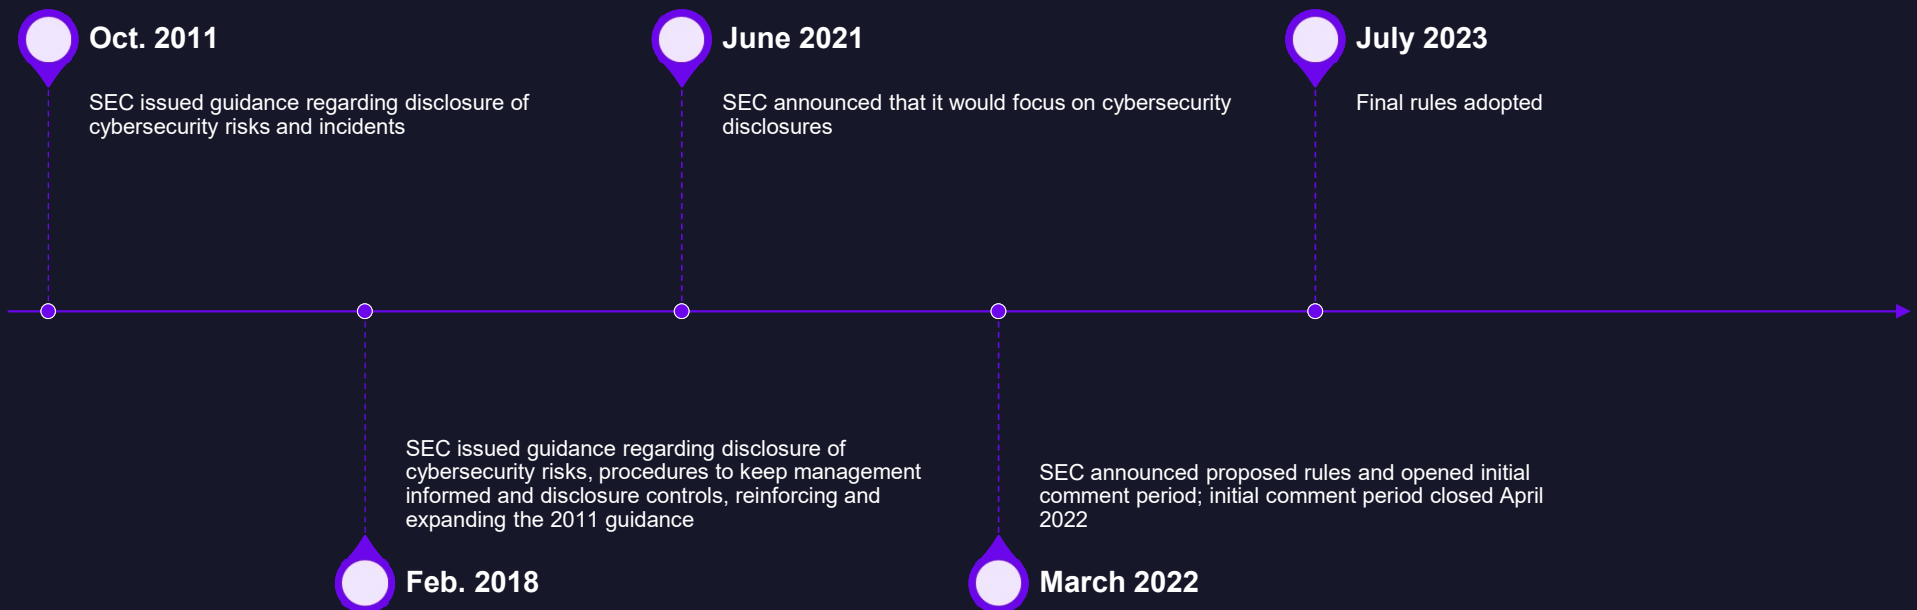 Oct. 2011
SEC issued guidance regarding disclosure of
cybersecurity risks and incidents
June 2021
SEC announced that it would focus on cybersecurity
disclosures
July 2023
Final rules adopted
SEC issued guidance regarding disclosure of
cybersecurity risks, procedures to keep management
informed and disclosure controls, reinforcing and
expanding the 2011 guidance
Feb. 2018
SEC announced proposed rules and opened initial
comment period; initial comment period closed April
2022
March 2022